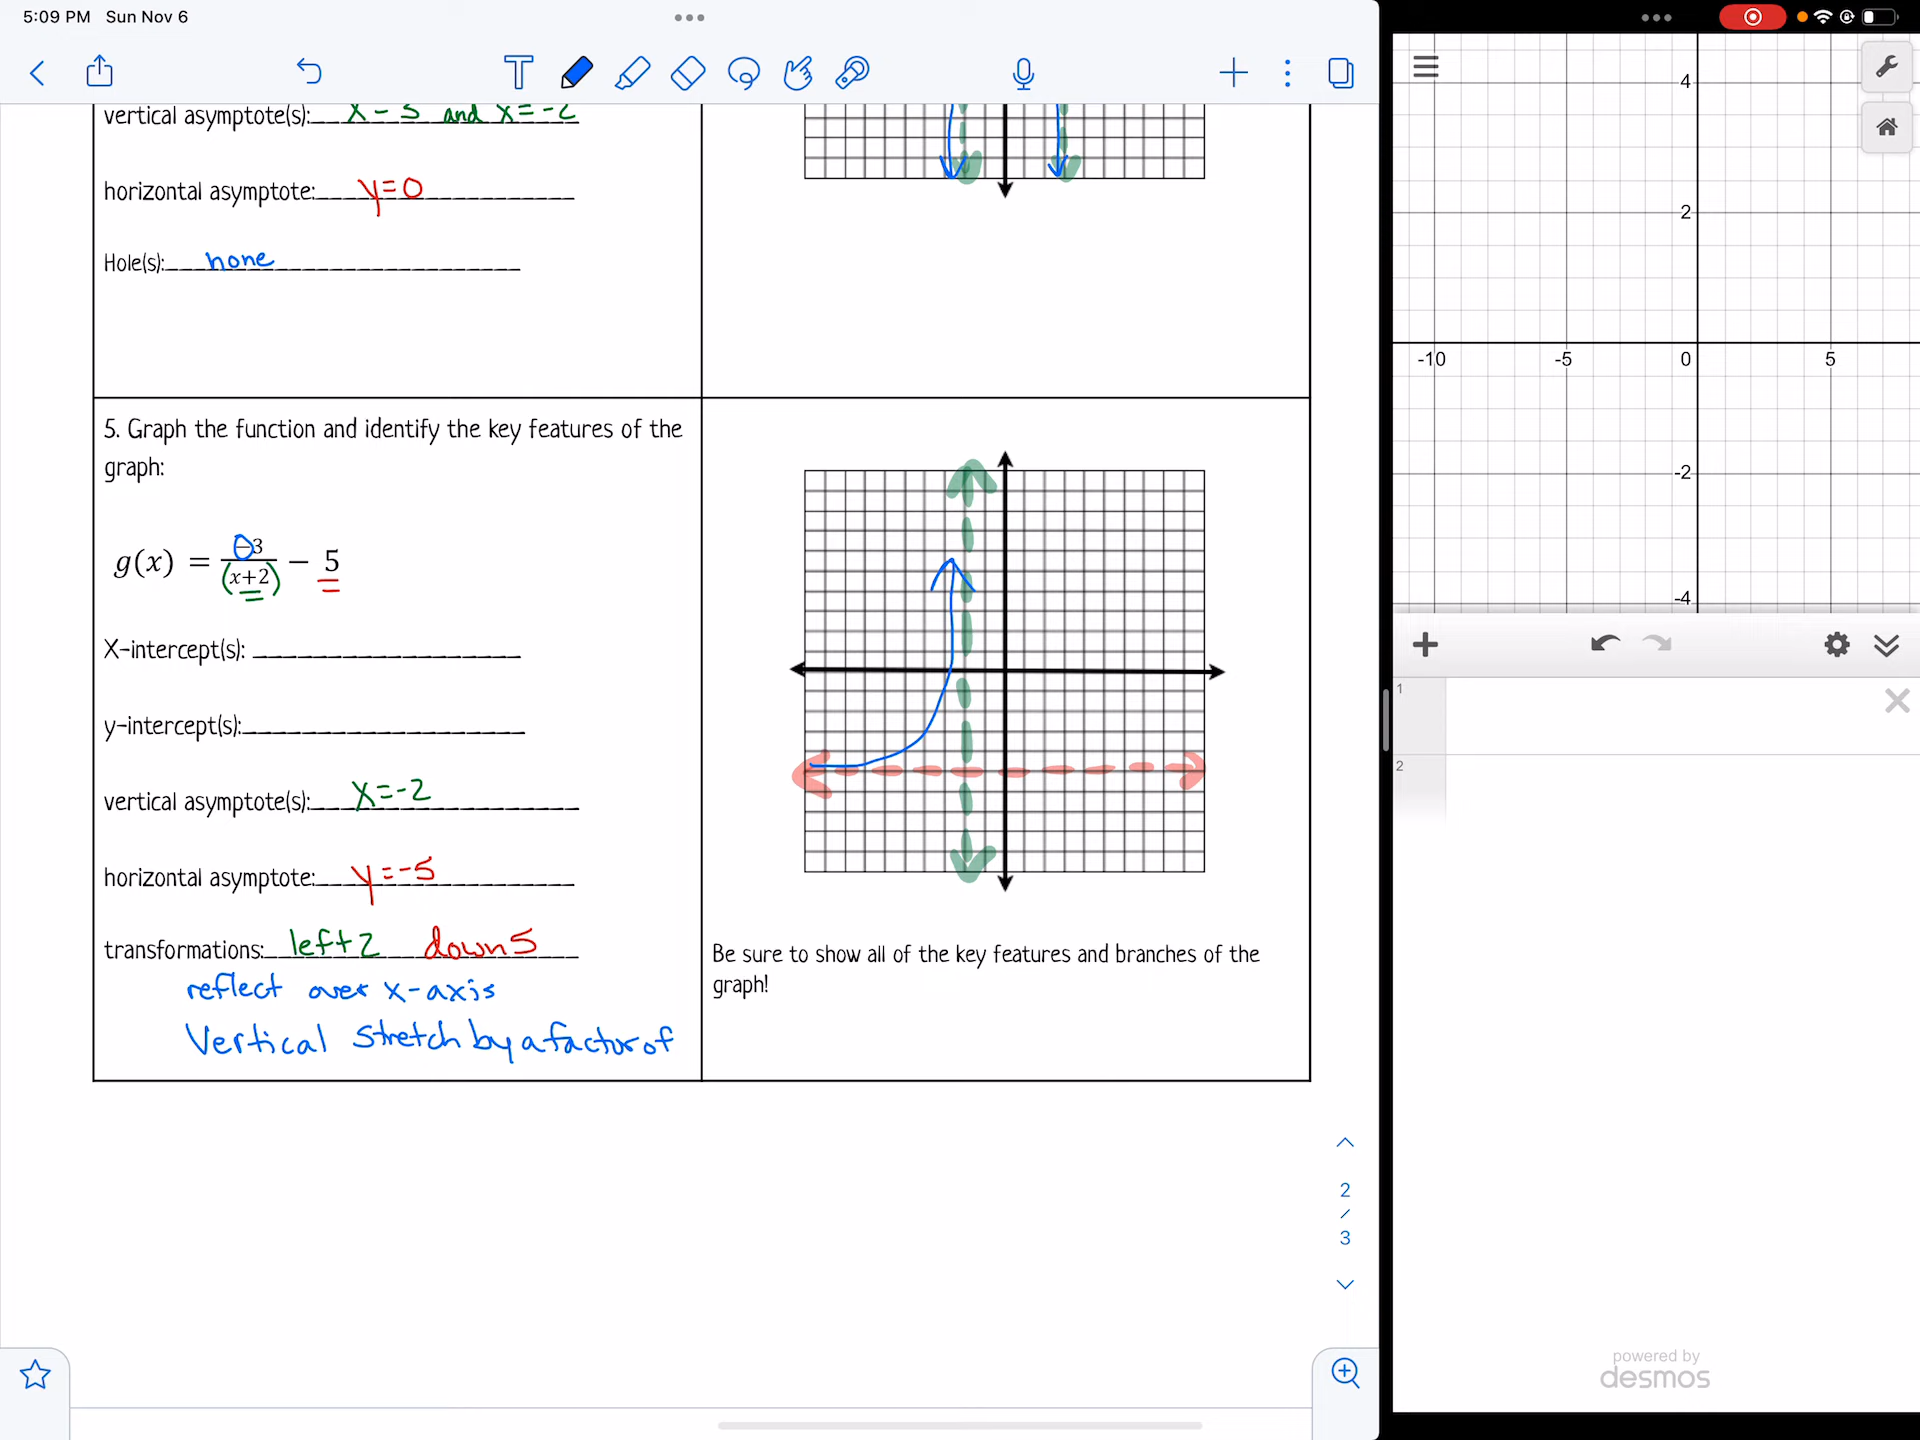 5:09 PM Sun Nov 6
vertical asymptote(s): and x=-2
horizontal asymptote: y=0
Hole(s): none
5. Graph the function and identify the key features of the
graph:
g(x) = -3/(x+2) - 5
X-intercept(s):
y-intercept(s):
vertical asymptote(s): x=-2
horizontal asymptote: y=-5
transformations: left 2 down 5
reflect over x-axis
Vertical stretch by a factor of
Be sure to show all of the key features and branches of the
graph!
2
/
3
4
2
-10 -5 0 5
-2
-4
1
2
powered by
desmos